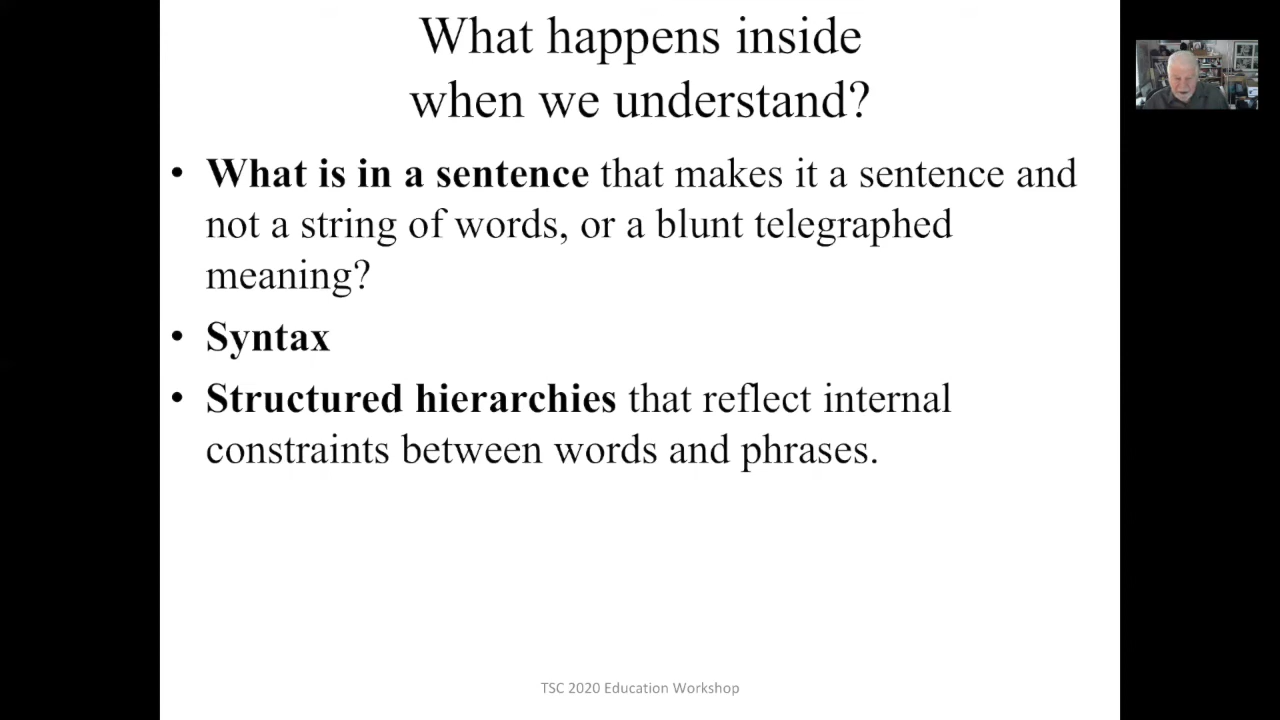 What happens inside
when we understand?
• What is in a sentence that makes it a sentence and
not a string of words, or a blunt telegraphed
meaning?
• Syntax
• Structured hierarchies that reflect internal
constraints between words and phrases.
TSC 2020 Education Workshop